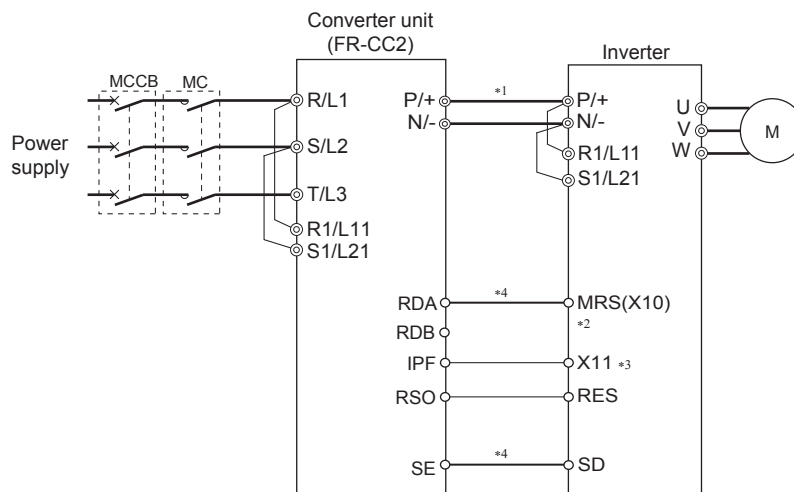 Converter unit
(FR-CC2)
Inverter
MCCB
MC
R/L1
P/+
*1
P/+
U
N/-
N/-
V
M
Power
supply
S/L2
R1/L11
W
T/L3
S1/L21
R1/L11
S1/L21
RDA
*4
MRS(X10)
RDB
*2
IPF
X11 *3
RSO
RES
SE
*4
SD